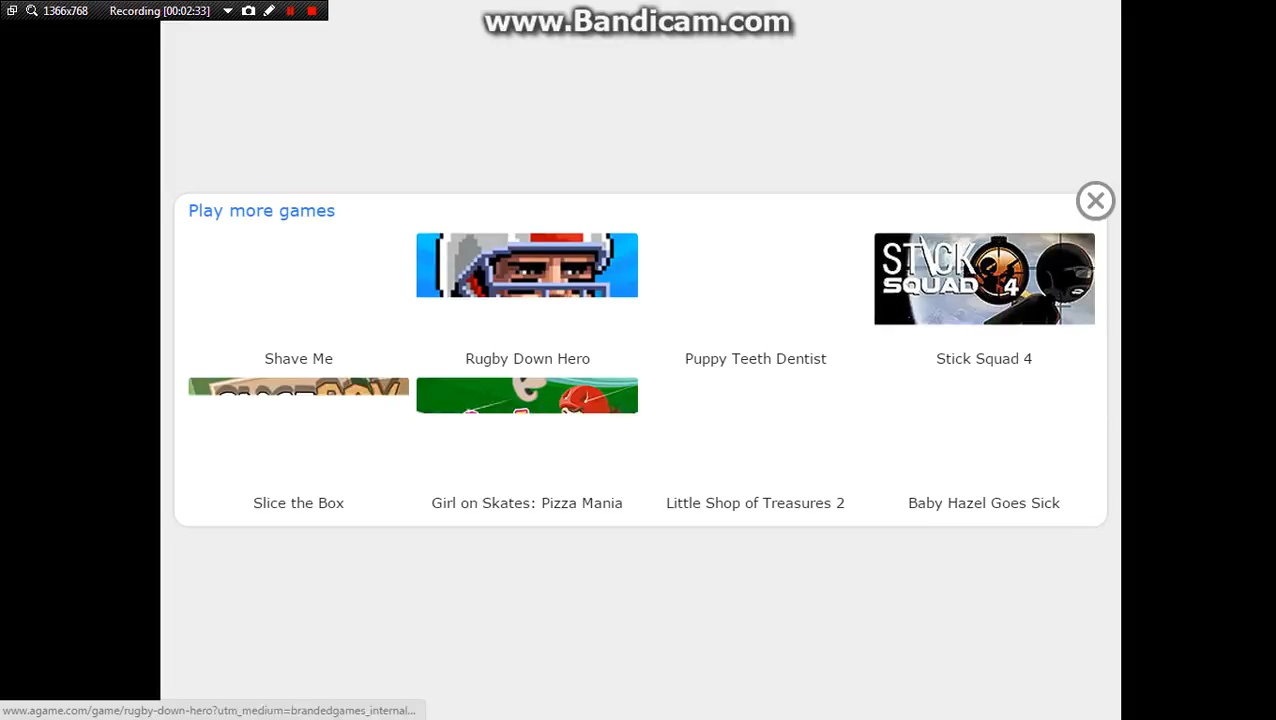 1366x768 Recording [00:02:33]
www.Bandicam.com
Play more games
STICK
SQUAD 4
Shave Me Rugby Down Hero Puppy Teeth Dentist Stick Squad 4
Slice the Box Girl on Skates: Pizza Mania Little Shop of Treasures 2 Baby Hazel Goes Sick
www.agame.com/game/rugby-down-hero?utm_medium=brandedgames_internal...